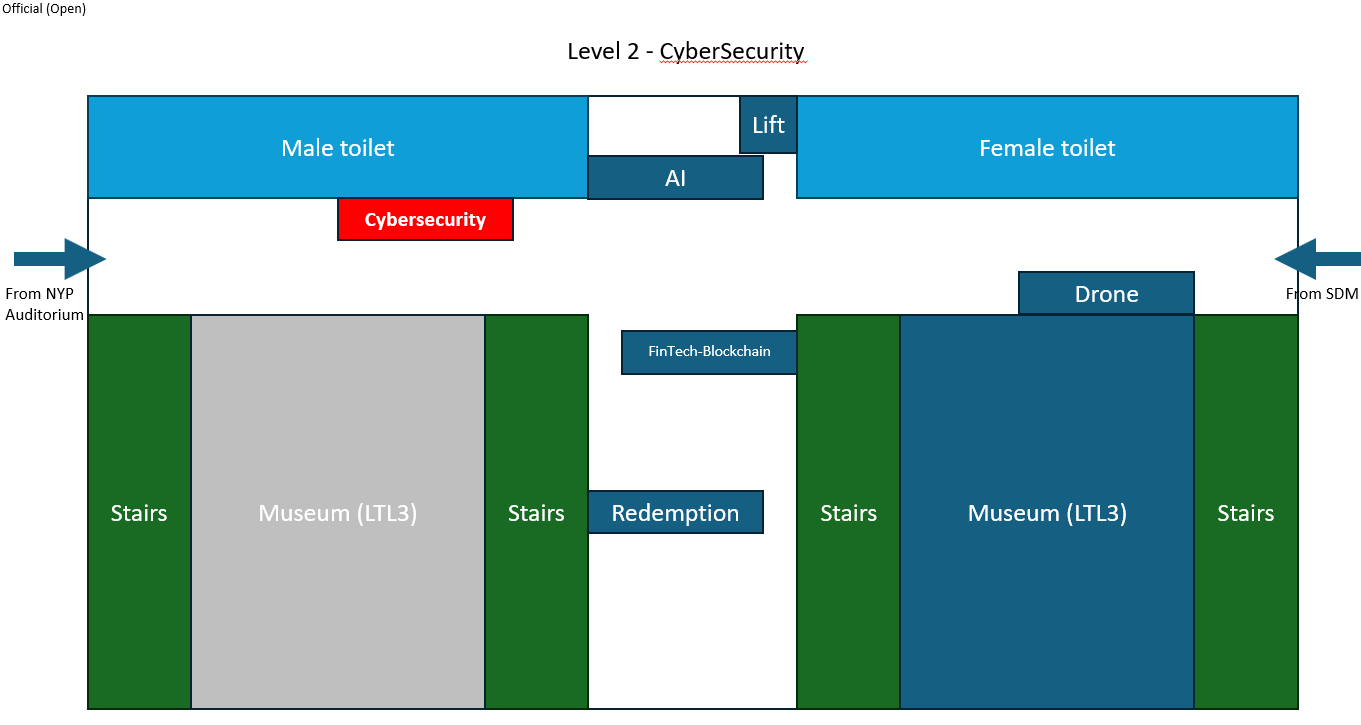 Official (Open)
Level 2 - CyberSecurity
Male toilet
Lift
Female toilet
AI
Cybersecurity
From NYP
Auditorium
From SDM
Drone
FinTech-Blockchain
Stairs
Museum (LTL3)
Stairs
Redemption
Stairs
Museum (LTL3)
Stairs